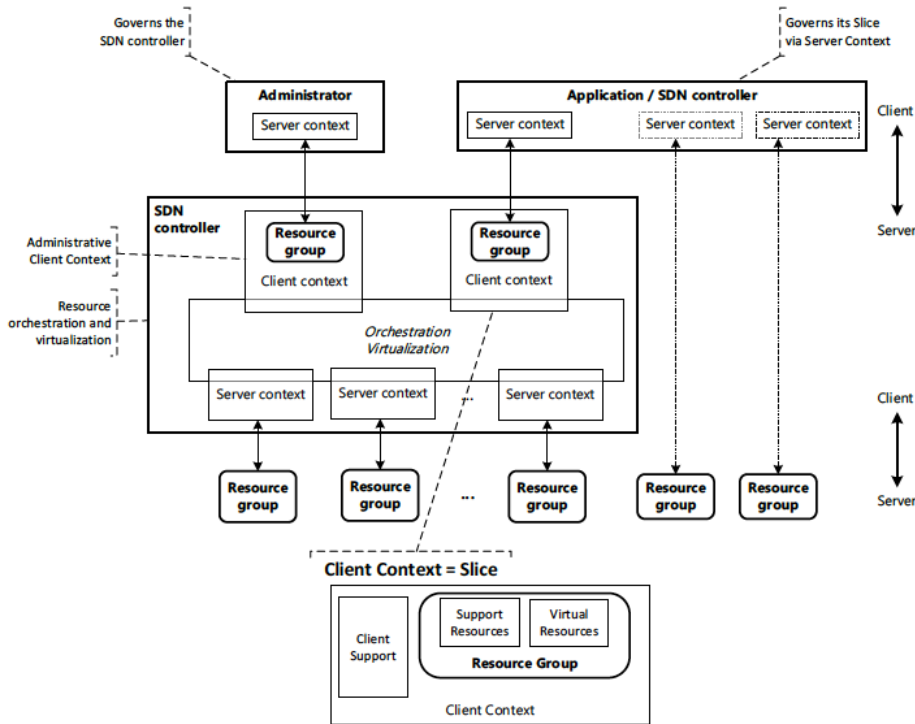 Governs the
SDN controller
Governs its Slice
via Server Context
Administrator
Server context
Application / SDN controller
Server context
Server context
Server context
Client
Server
SDN
controller
Resource
group
Client context
Resource
group
Client context
Administrative
Client Context
Resource
orchestration and
virtualization
Orchestration
Virtualization
Server context
Server context
...
Server context
Client
Server
Resource
group
Resource
group
...
Resource
group
Resource
group
Resource
group
Client Context = Slice
Client
Support
Support
Resources
Virtual
Resources
Resource Group
Client Context